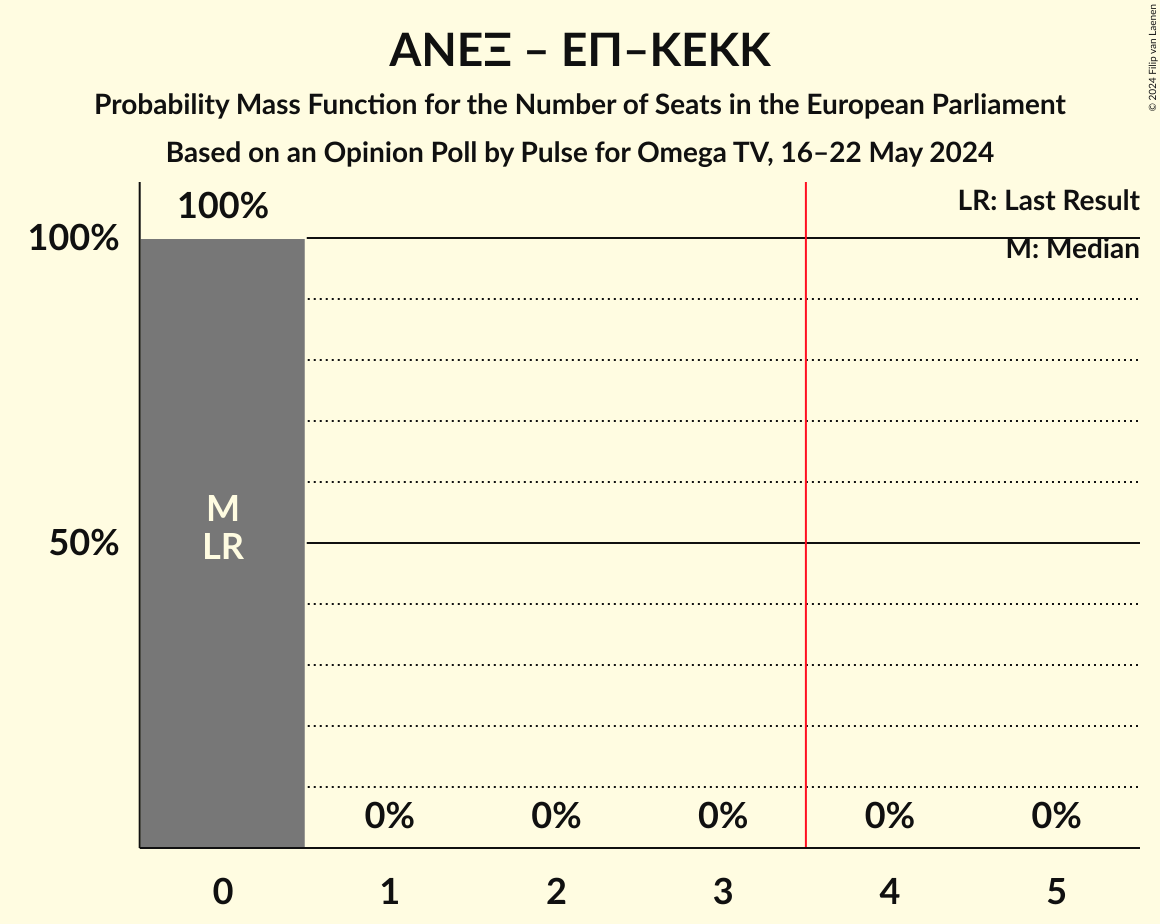 ΑΝΕΞ – ΕΠ–ΚΕΚΚ
Probability Mass Function for the Number of Seats in the European Parliament
Based on an Opinion Poll by Pulse for Omega TV, 16–22 May 2024
© 2024 Filip van Laenen
LR: Last Result
M: Median
100%
100%
50%
M
LR
0%
0%
0%
0%
0%
0
1
2
3
4
5